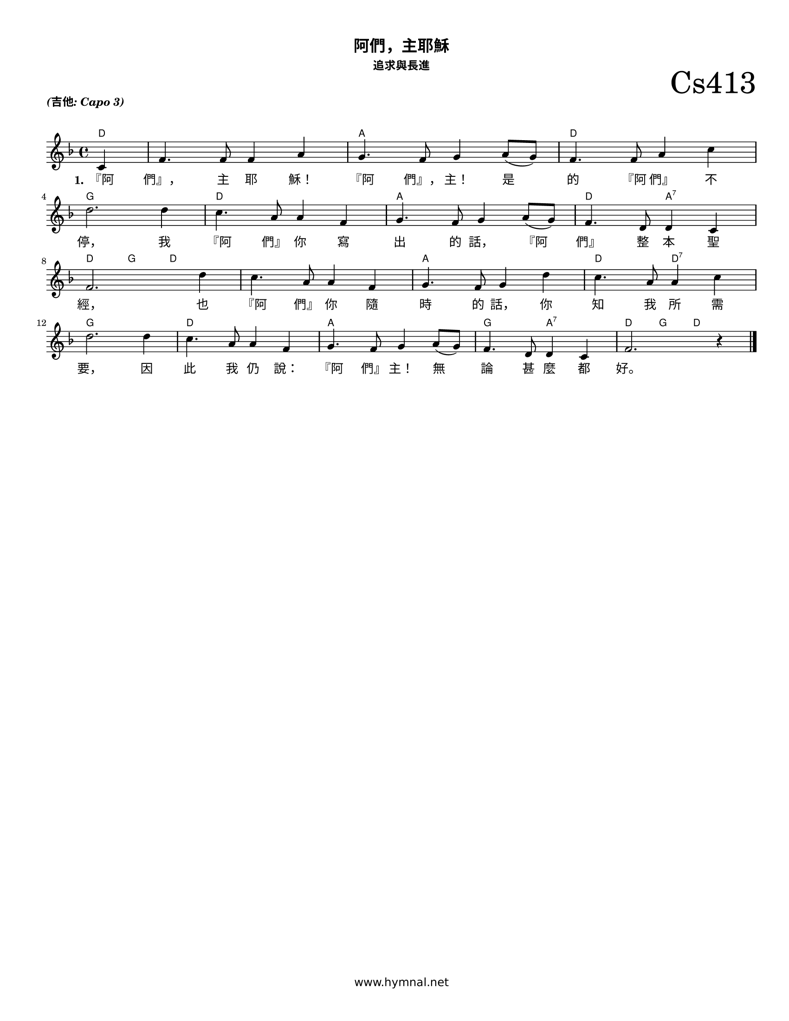 阿們，主耶穌
追求與長進
Cs413
(吉他: Capo 3)
D A D
1. 『阿 們』， 主 耶 穌！ 『阿 們』，主！ 是 的 『阿們』 不
4 G D A D A7
停， 我 『阿 們』 你 寫 出 的 話， 『阿 們』 整 本 聖
8 D G D A D D7
經， 也 『阿 們』 你 隨 時 的 話， 你 知 我 所 需
12 G D A G A7 D G D
要， 因 此 我 仍 說： 『阿 們』主！ 無 論 甚 麼 都 好。
www.hymnal.net